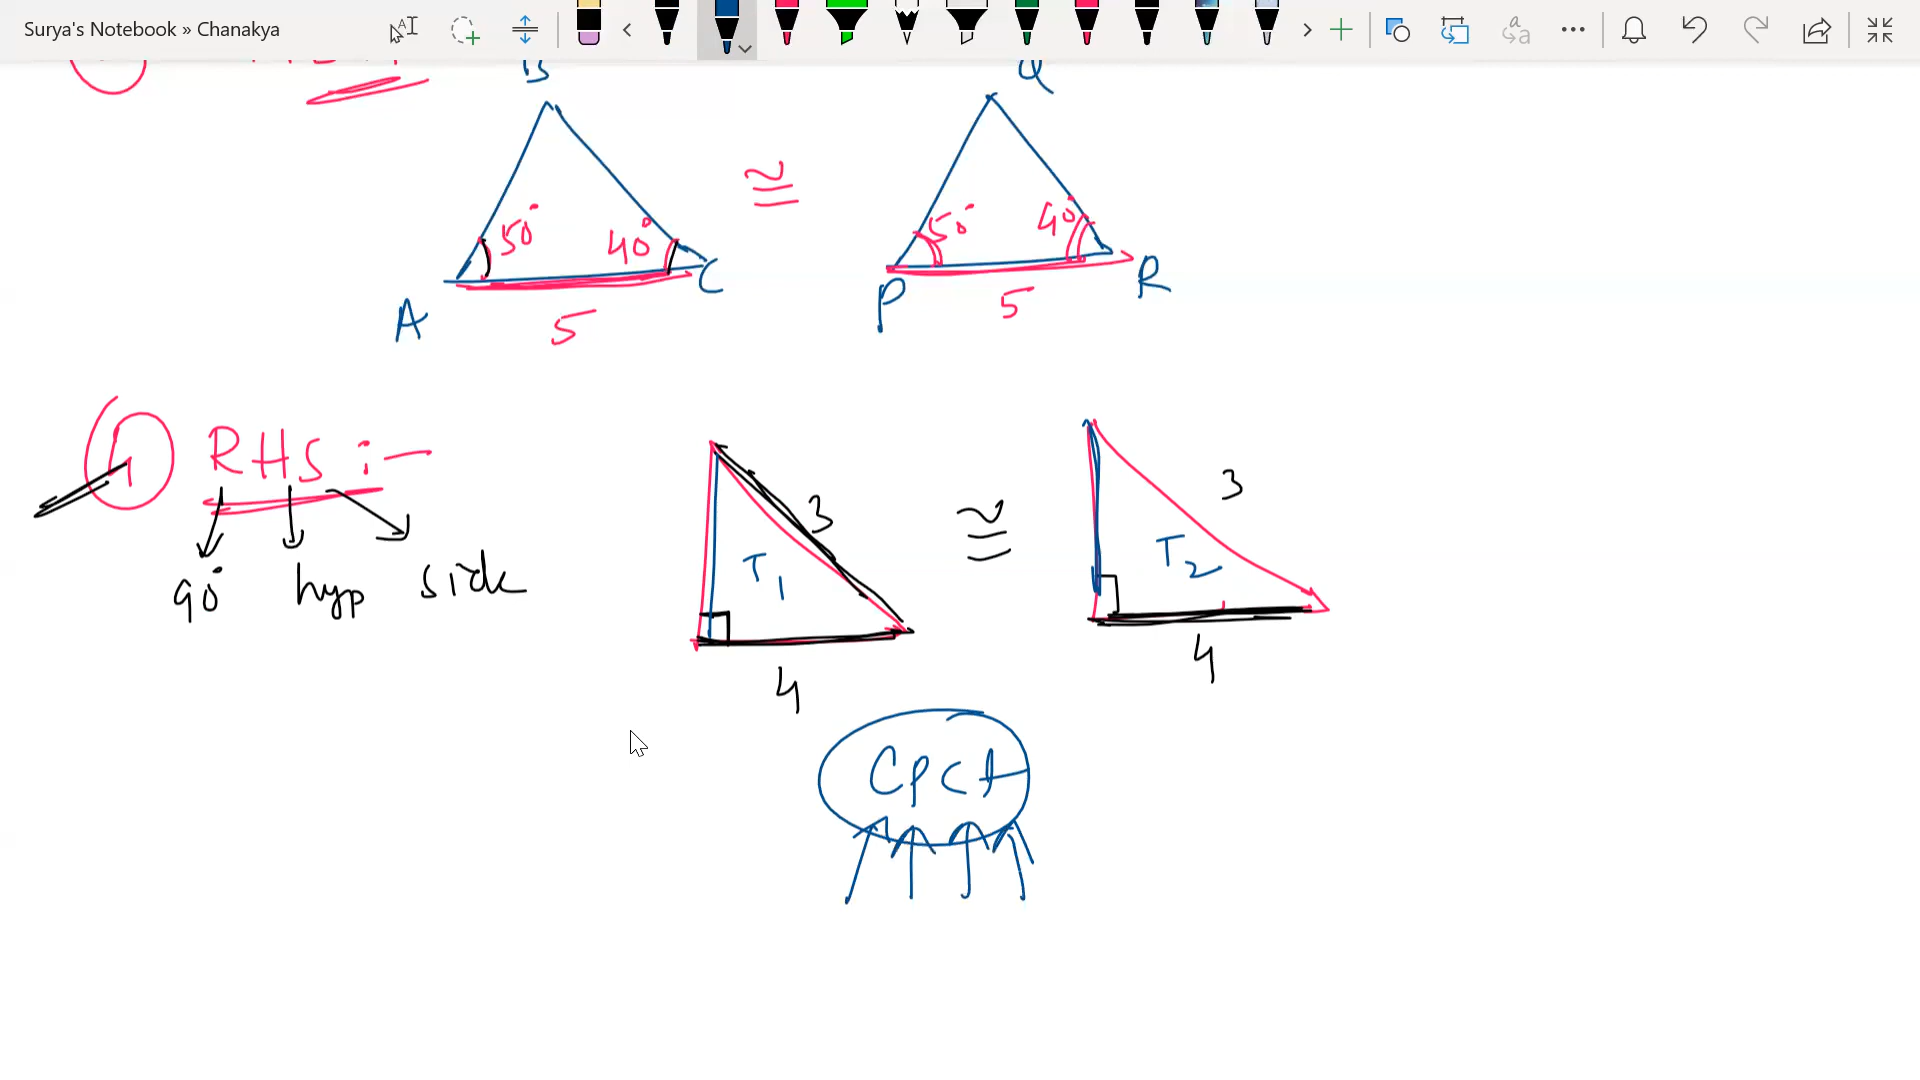 Surya's Notebook » Chanakya
B Q
50° 40° ≅ 50° 40
A C P R
5 5
4 RHS :-
90° hyp side
3 ≅ 3
T1 T2
4 4
Cpct